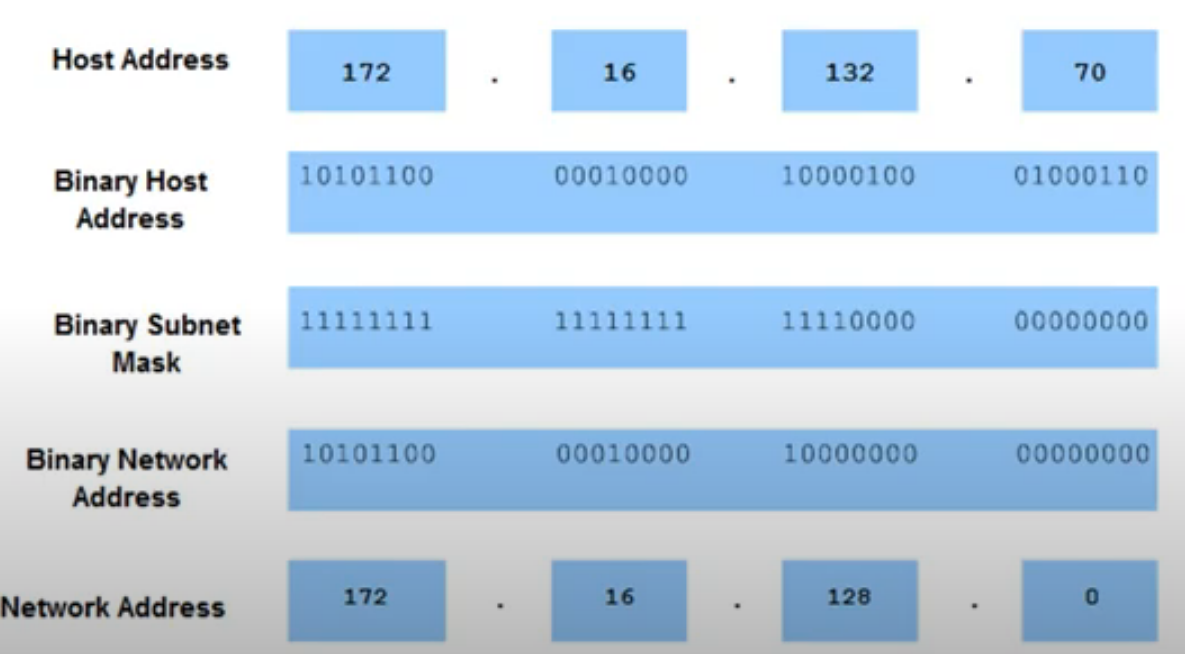 Host Address 172 . 16 . 132 . 70
Binary Host
Address
10101100 00010000 10000100 01000110
Binary Subnet
Mask
11111111 11111111 11110000 00000000
Binary Network
Address
10101100 00010000 10000000 00000000
Network Address 172 . 16 . 128 . 0